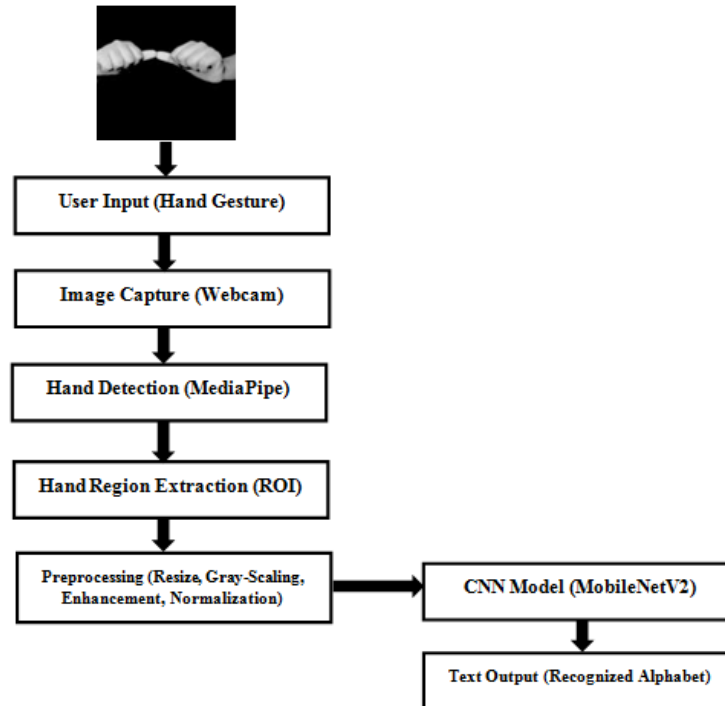 User Input (Hand Gesture)
Image Capture (Webcam)
Hand Detection (MediaPipe)
Hand Region Extraction (ROI)
Preprocessing (Resize, Gray-Scaling,
Enhancement, Normalization)
CNN Model (MobileNetV2)
Text Output (Recognized Alphabet)